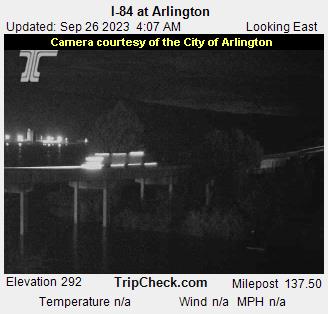 I-84 at Arlington
Updated: Sep 26 2023 4:07 AM Looking East
Camera courtesy of the City of Arlington
Elevation 292 TripCheck.com Milepost 137.50
Temperature n/a Wind n/a MPH n/a